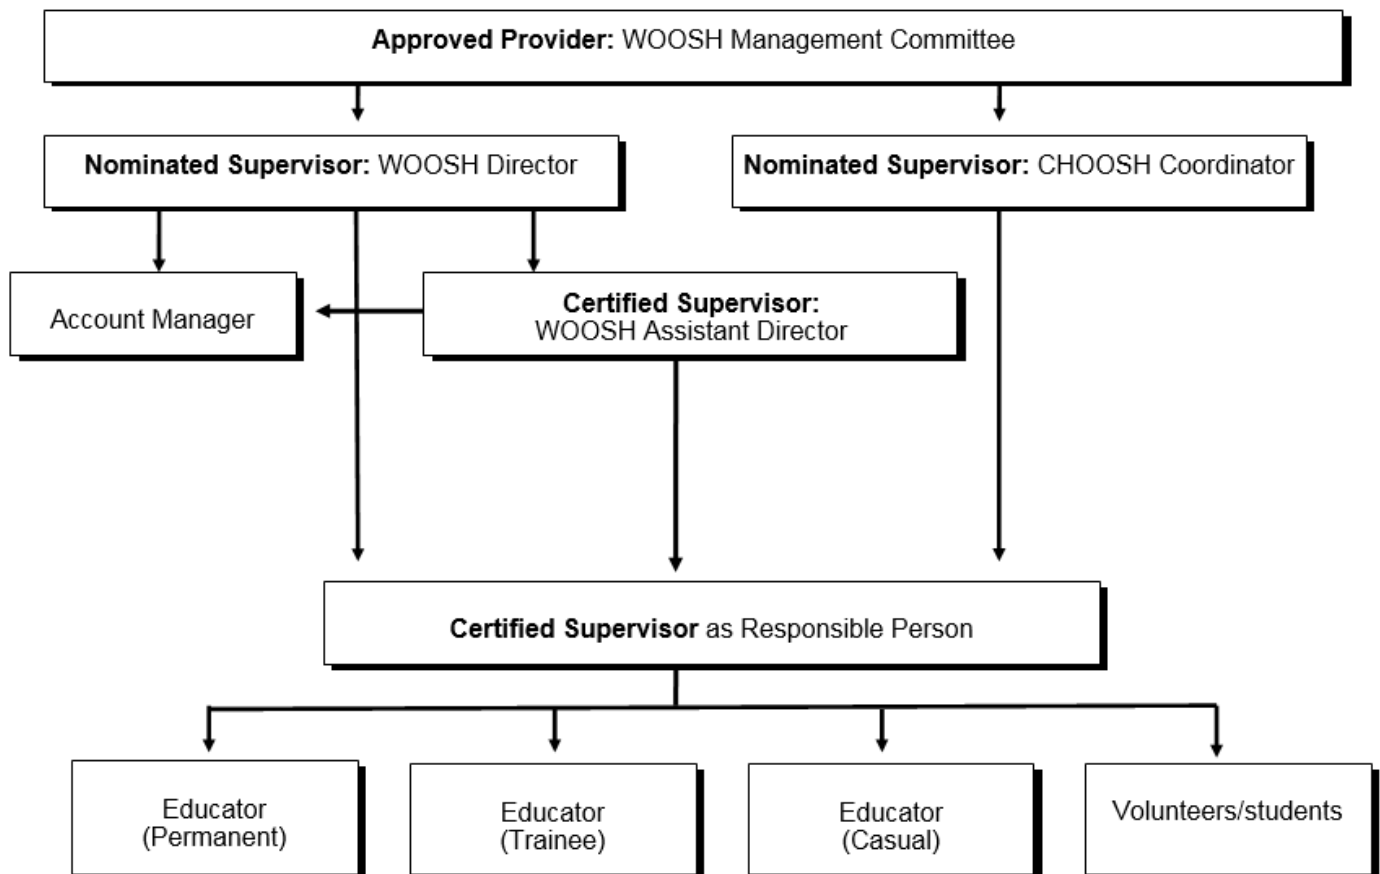 Approved Provider: WOOSH Management Committee
Nominated Supervisor: WOOSH Director
Nominated Supervisor: CHOOSH Coordinator
Account Manager
Certified Supervisor:
WOOSH Assistant Director
Certified Supervisor as Responsible Person
Educator
(Permanent)
Educator
(Trainee)
Educator
(Casual)
Volunteers/students